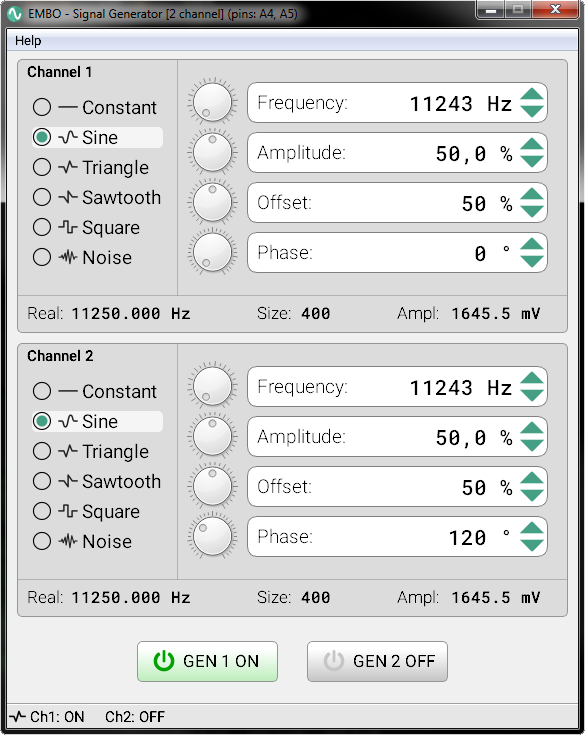 EMBO - Signal Generator [2 channel] (pins: A4, A5)
Help
Channel 1
Constant
Sine
Triangle
Sawtooth
Square
Noise
Frequency: 11243 Hz
Amplitude: 50,0 %
Offset: 50 %
Phase: 0 °
Real: 11250.000 Hz Size: 400 Ampl: 1645.5 mV
Channel 2
Constant
Sine
Triangle
Sawtooth
Square
Noise
Frequency: 11243 Hz
Amplitude: 50,0 %
Offset: 50 %
Phase: 120 °
Real: 11250.000 Hz Size: 400 Ampl: 1645.5 mV
GEN 1 ON GEN 2 OFF
Ch1: ON Ch2: OFF